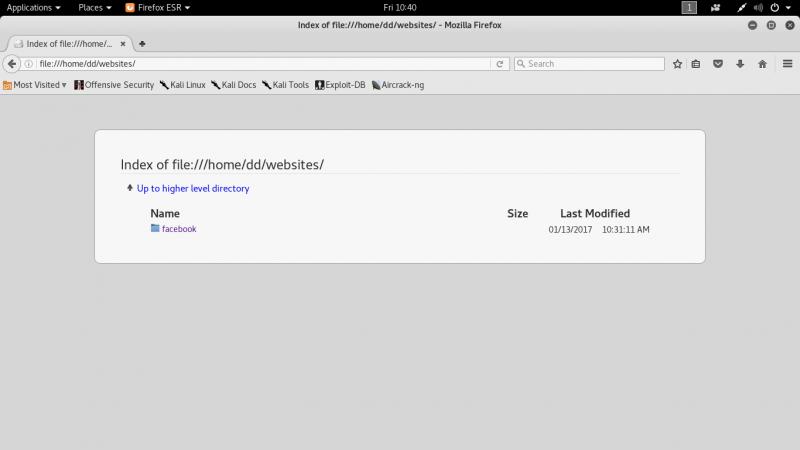 Applications Places Firefox ESR Fri 10:40 1
Index of file:///home/dd/websites/ - Mozilla Firefox
Index of file:///home/...
file:///home/dd/websites/ Search
Most Visited Offensive Security Kali Linux Kali Docs Kali Tools Exploit-DB Aircrack-ng
Index of file:///home/dd/websites/
Up to higher level directory
Name Size Last Modified
facebook 01/13/2017 10:31:11 AM